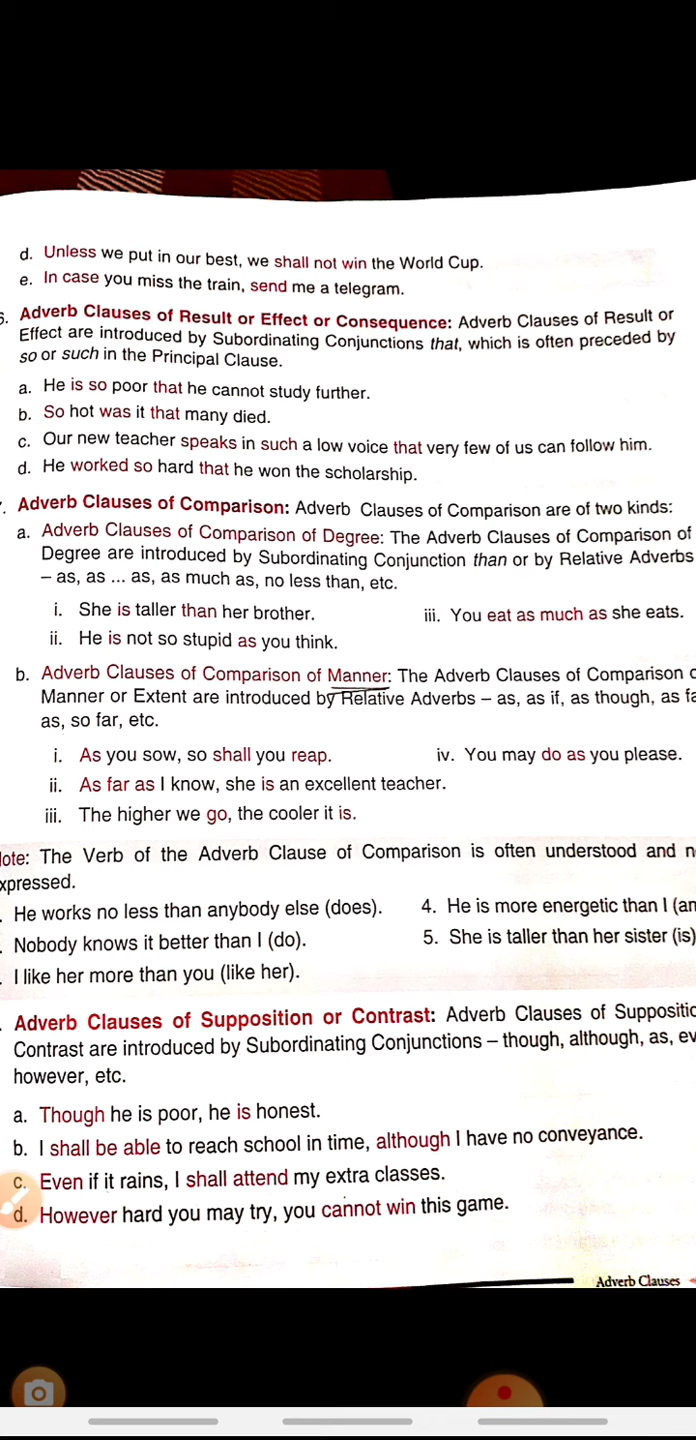 d. Unless we put in our best, we shall not win the World Cup.
e. In case you miss the train, send me a telegram.
Adverb Clauses of Result or Effect or Consequence: Adverb Clauses of Result or
Effect are introduced by Subordinating Conjunctions that, which is often preceded by
so or such in the Principal Clause.
a. He is so poor that he cannot study further.
b. So hot was it that many died.
c. Our new teacher speaks in such a low voice that very few of us can follow him.
d. He worked so hard that he won the scholarship.
Adverb Clauses of Comparison: Adverb Clauses of Comparison are of two kinds:
a. Adverb Clauses of Comparison of Degree: The Adverb Clauses of Comparison of
Degree are introduced by Subordinating Conjunction than or by Relative Adverbs
– as, as ... as, as much as, no less than, etc.
i. She is taller than her brother. iii. You eat as much as she eats.
ii. He is not so stupid as you think.
b. Adverb Clauses of Comparison of Manner: The Adverb Clauses of Comparison
Manner or Extent are introduced by Relative Adverbs – as, as if, as though, as
as, so far, etc.
i. As you sow, so shall you reap. iv. You may do as you please.
ii. As far as I know, she is an excellent teacher.
iii. The higher we go, the cooler it is.
The Verb of the Adverb Clause of Comparison is often understood and
He works no less than anybody else (does). 4. He is more energetic than I
Nobody knows it better than I (do). 5. She is taller than her sister (is)
I like her more than you (like her).
Adverb Clauses of Supposition or Contrast: Adverb Clauses of
Contrast are introduced by Subordinating Conjunctions – though, although, as,
however, etc.
a. Though he is poor, he is honest.
b. I shall be able to reach school in time, although I have no conveyance.
c. Even if it rains, I shall attend my extra classes.
d. However hard you may try, you cannot win this game.
Adverb Clauses